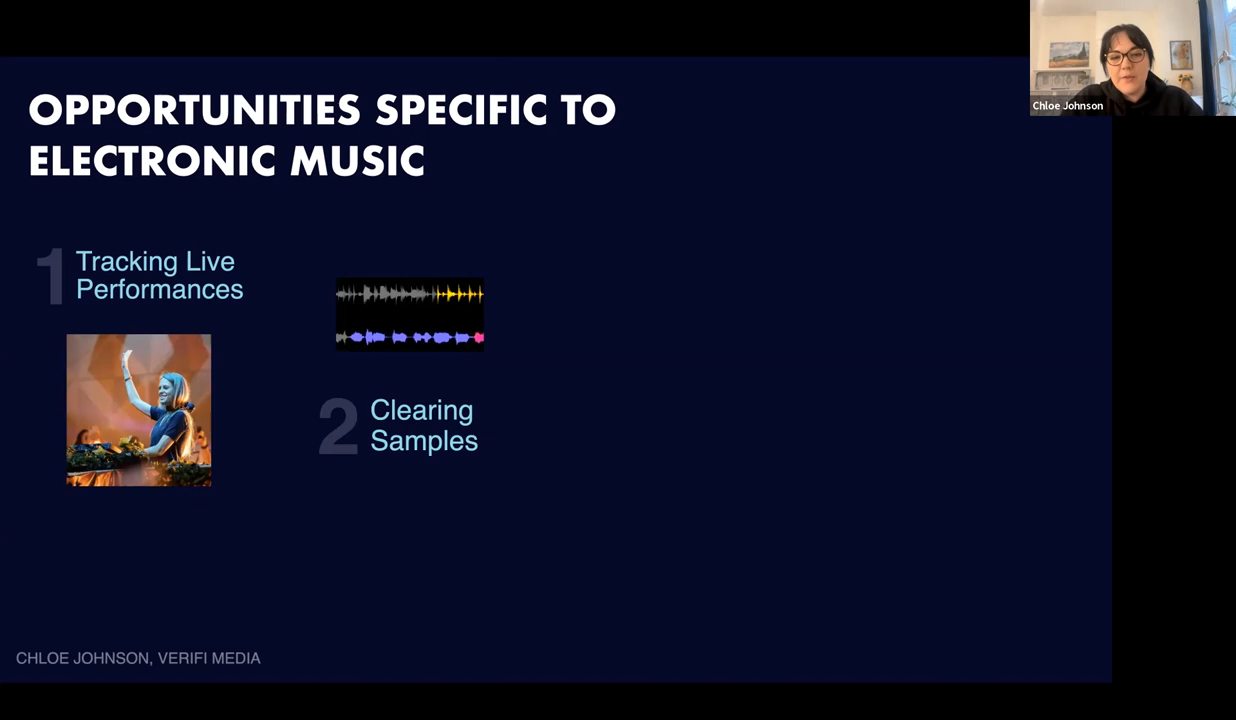 OPPORTUNITIES SPECIFIC TO
ELECTRONIC MUSIC
1 Tracking Live
Performances
2 Clearing
Samples
CHLOE JOHNSON, VERIFI MEDIA
Chloe Johnson